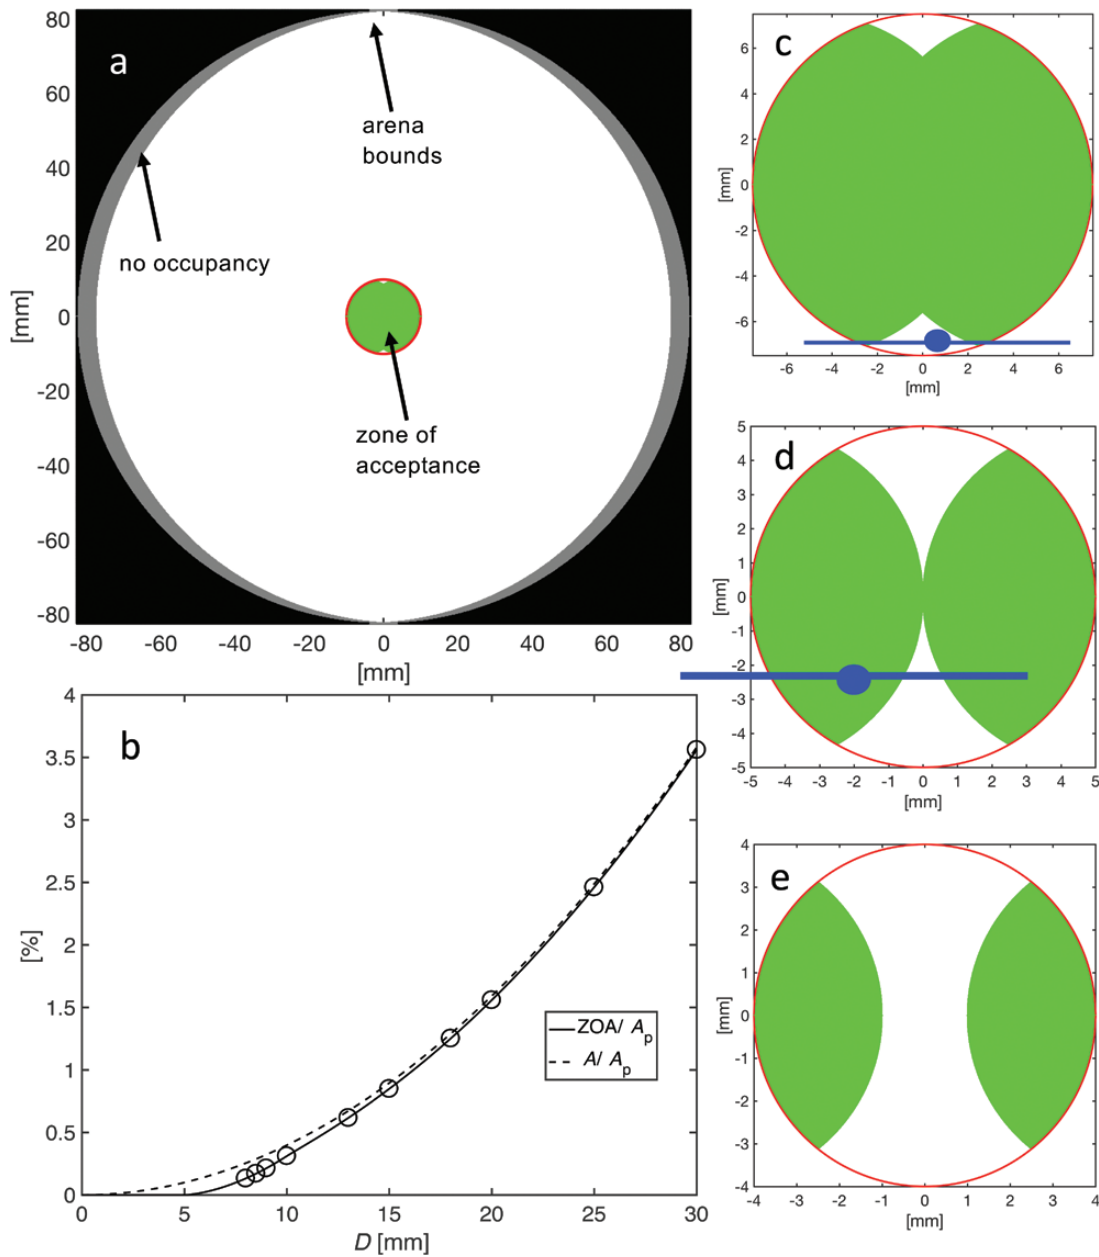 a
80
60
40
20
0
-20
-40
-60
-80
[mm]
arena
bounds
no occupancy
zone of
acceptance
-80 -60 -40 -20 0 20 40 60 80
[mm]
b
4
3.5
3
2.5
2
1.5
1
0.5
0
[%]
ZOA/ Ap
A/ Ap
0 5 10 15 20 25 30
D [mm]
c
6
4
2
0
-2
-4
-6
[mm]
-6 -4 -2 0 2 4 6
[mm]
d
5
4
3
2
1
0
-1
-2
-3
-4
-5
[mm]
-5 -4 -3 -2 -1 0 1 2 3 4 5
[mm]
e
4
3
2
1
0
-1
-2
-3
-4
[mm]
-4 -3 -2 -1 0 1 2 3 4
[mm]